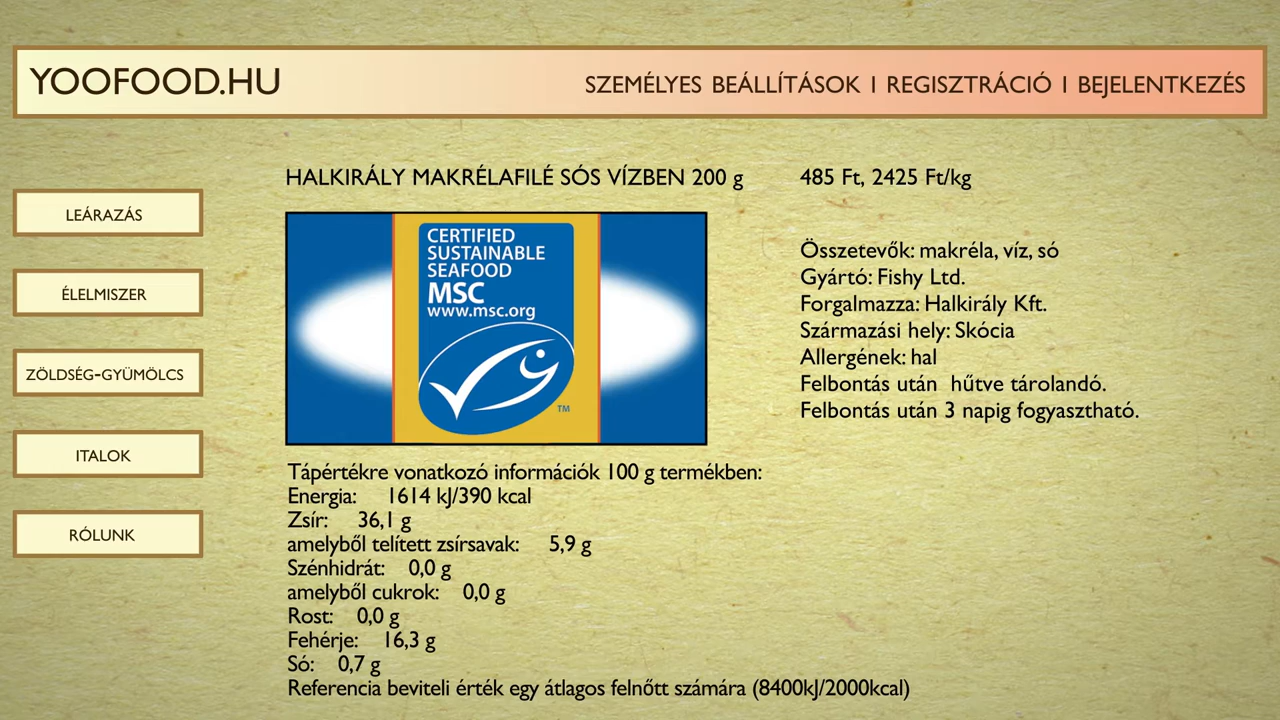 YOOFOOD.HU
SZEMÉLYES BEÁLLÍTÁSOK I REGISZTRÁCIÓ I BEJELENTKEZÉS
LEÁRAZÁS
ÉLELMISZER
ZÖLDSÉG-GYÜMÖLCS
ITALOK
RÓLUNK
HALKIRÁLY MAKRÉLAFILÉ SÓS VÍZBEN 200 g
485 Ft, 2425 Ft/kg
CERTIFIED
SUSTAINABLE
SEAFOOD
MSC
www.msc.org
TM
Összetevők: makréla, víz, só
Gyártó: Fishy Ltd.
Forgalmazza: Halkirály Kft.
Származási hely: Skócia
Allergének: hal
Felbontás után hűtve tárolandó.
Felbontás után 3 napig fogyasztható.
Tápértékre vonatkozó információk 100 g termékben:
Energia: 1614 kJ/390 kcal
Zsír: 36,1 g
amelyből telített zsírsavak: 5,9 g
Szénhidrát: 0,0 g
amelyből cukrok: 0,0 g
Rost: 0,0 g
Fehérje: 16,3 g
Só: 0,7 g
Referencia beviteli érték egy átlagos felnőtt számára (8400kJ/2000kcal)